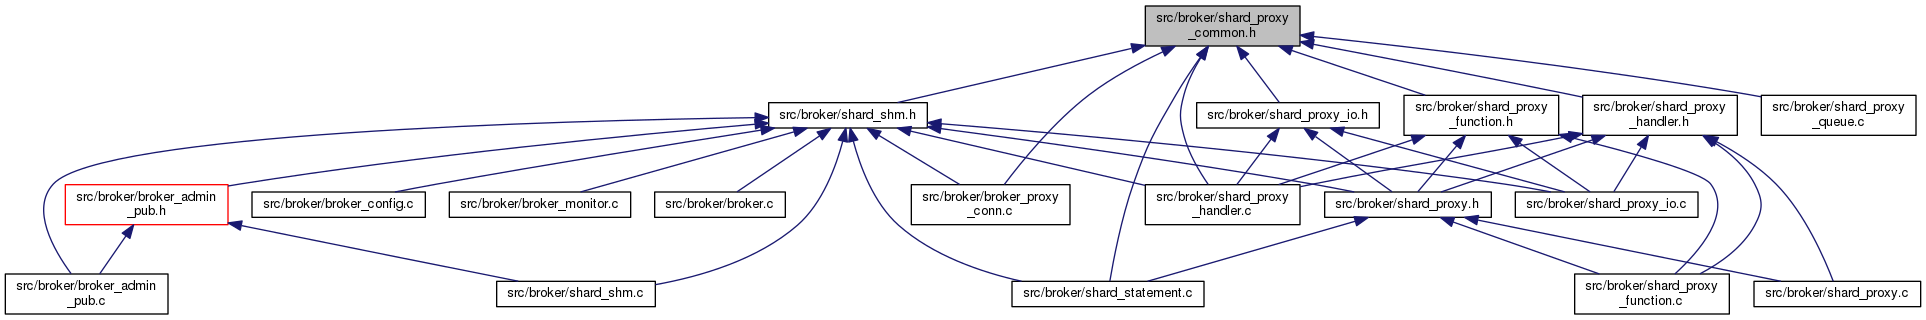 src/broker/shard_proxy
_common.h
src/broker/shard_shm.h
src/broker/shard_proxy_io.h
src/broker/shard_proxy
_function.h
src/broker/shard_proxy
_handler.h
src/broker/shard_proxy
_queue.c
src/broker/broker_admin
_pub.h
src/broker/broker_config.c
src/broker/broker_monitor.c
src/broker/broker.c
src/broker/broker_proxy
_conn.c
src/broker/shard_proxy
_handler.c
src/broker/shard_proxy.h
src/broker/shard_proxy_io.c
src/broker/broker_admin
_pub.c
src/broker/shard_shm.c
src/broker/shard_statement.c
src/broker/shard_proxy
_function.c
src/broker/shard_proxy.c